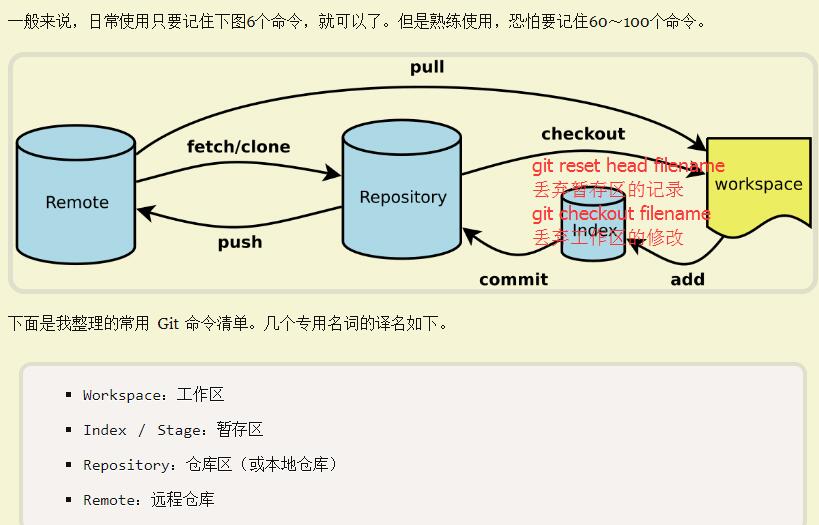 一般来说，日常使用只要记住下图6个命令，就可以了。但是熟练使用，恐怕要记住60～100个命令。
pull
fetch/clone
checkout
git reset head filename
丢弃暂存区的记录
git checkout filename
丢弃工作区的修改
Remote
Repository
workspace
Index
push
commit
add
下面是我整理的常用 Git 命令清单。几个专用名词的译名如下。
Workspace：工作区
Index / Stage：暂存区
Repository：仓库区（或本地仓库）
Remote：远程仓库